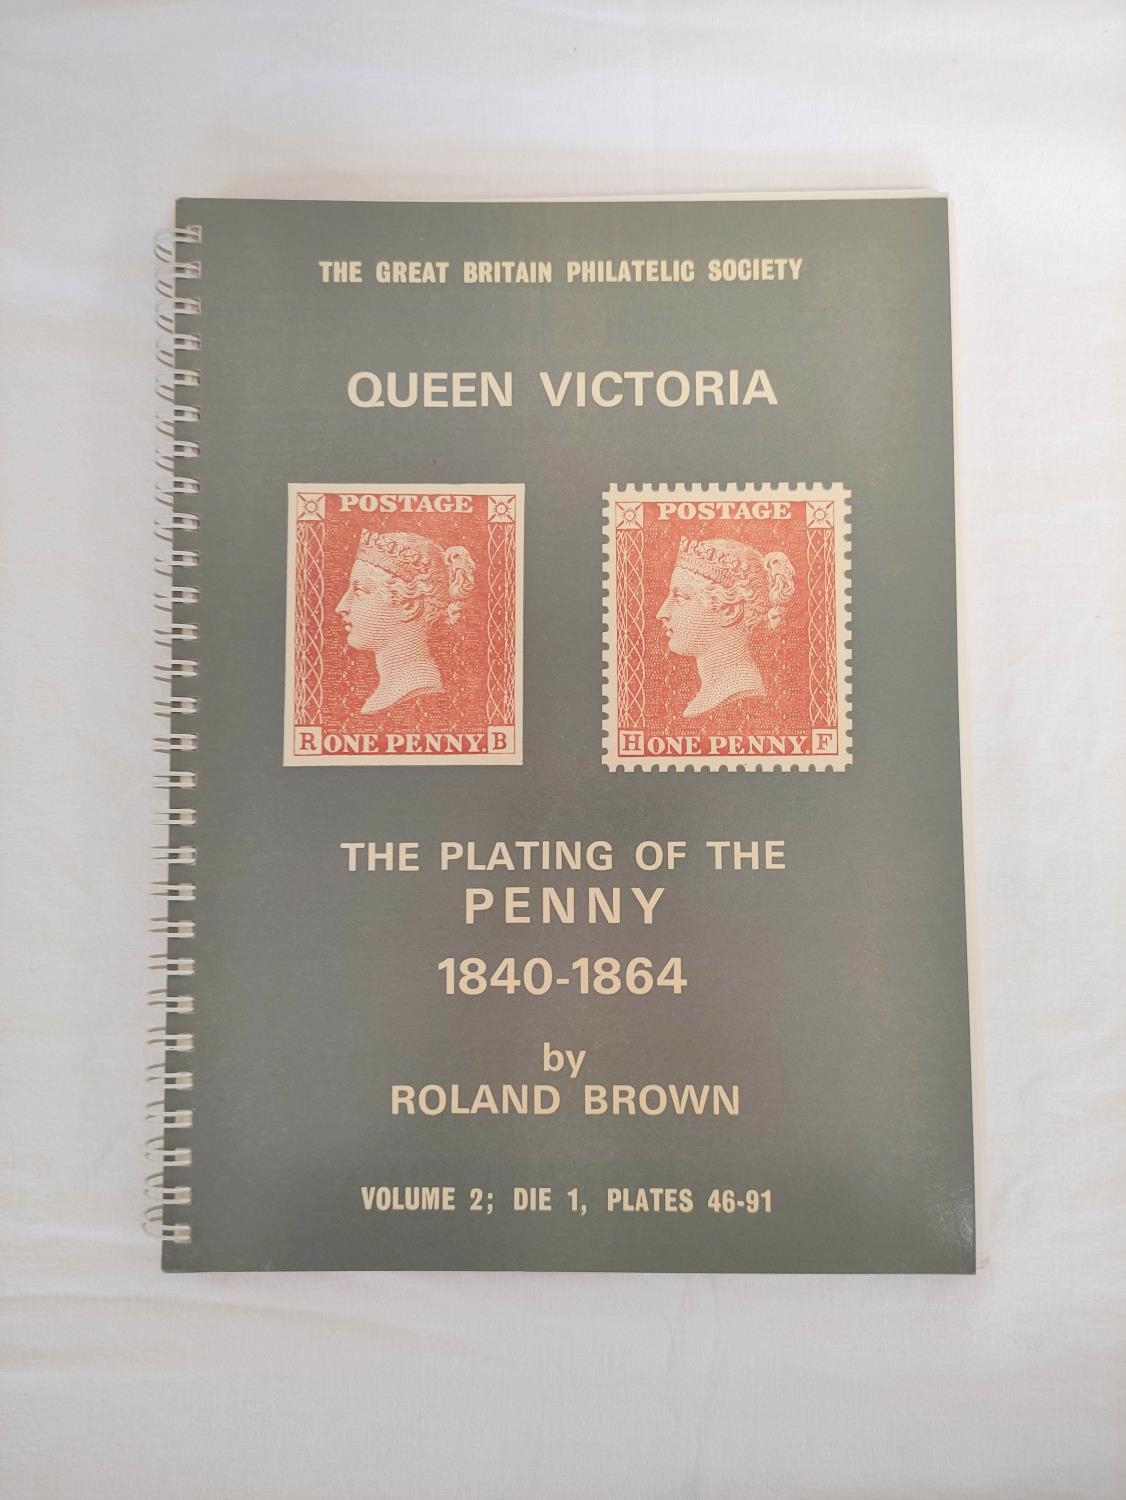 THE GREAT BRITAIN PHILATELIC SOCIETY
QUEEN VICTORIA
POSTAGE
R ONE PENNY. B
POSTAGE
H ONE PENNY. F
THE PLATING OF THE
PENNY
1840-1864
by
ROLAND BROWN
VOLUME 2; DIE 1, PLATES 46-91